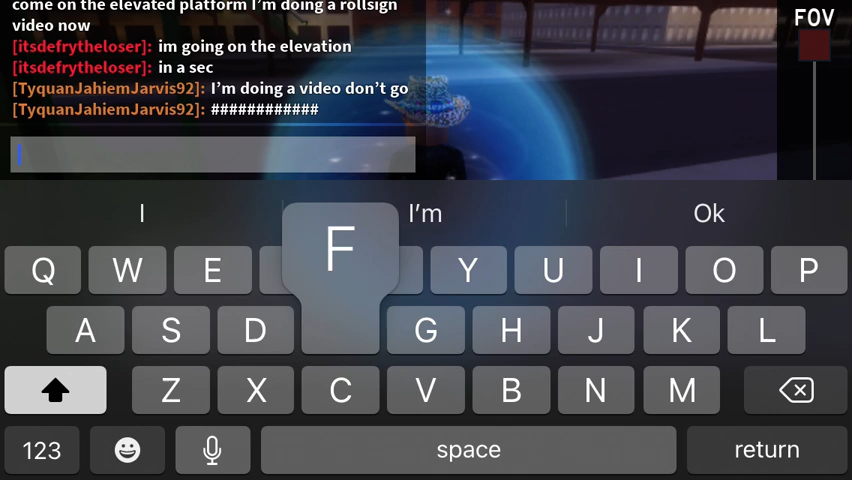 come on the elevated platform I'm doing a rollsign
video now
[itsdefrytheloser]: im going on the elevation
[itsdefrytheloser]: in a sec
[TyquanJahiemJarvis92]: I'm doing a video don't go
[TyquanJahiemJarvis92]: ############
FOV
I I'm Ok
F
Q W E Y U I O P
A S D G H J K L
Z X C V B N M
123 space return